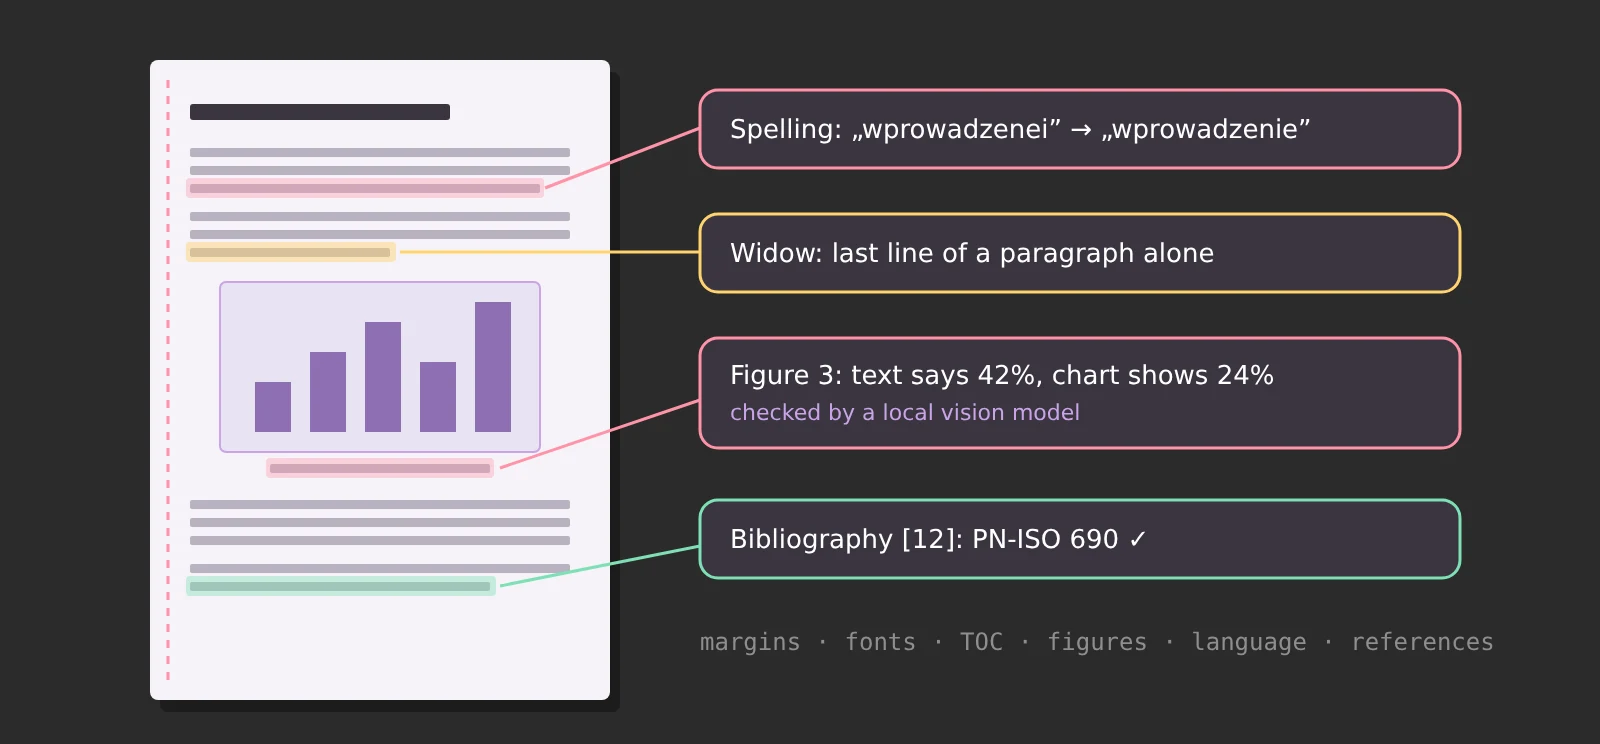 Spelling: „wprowadzenei” → „wprowadzenie”
Widow: last line of a paragraph alone
Figure 3: text says 42%, chart shows 24%
checked by a local vision model
Bibliography [12]: PN-ISO 690 ✓
margins · fonts · TOC · figures · language · references